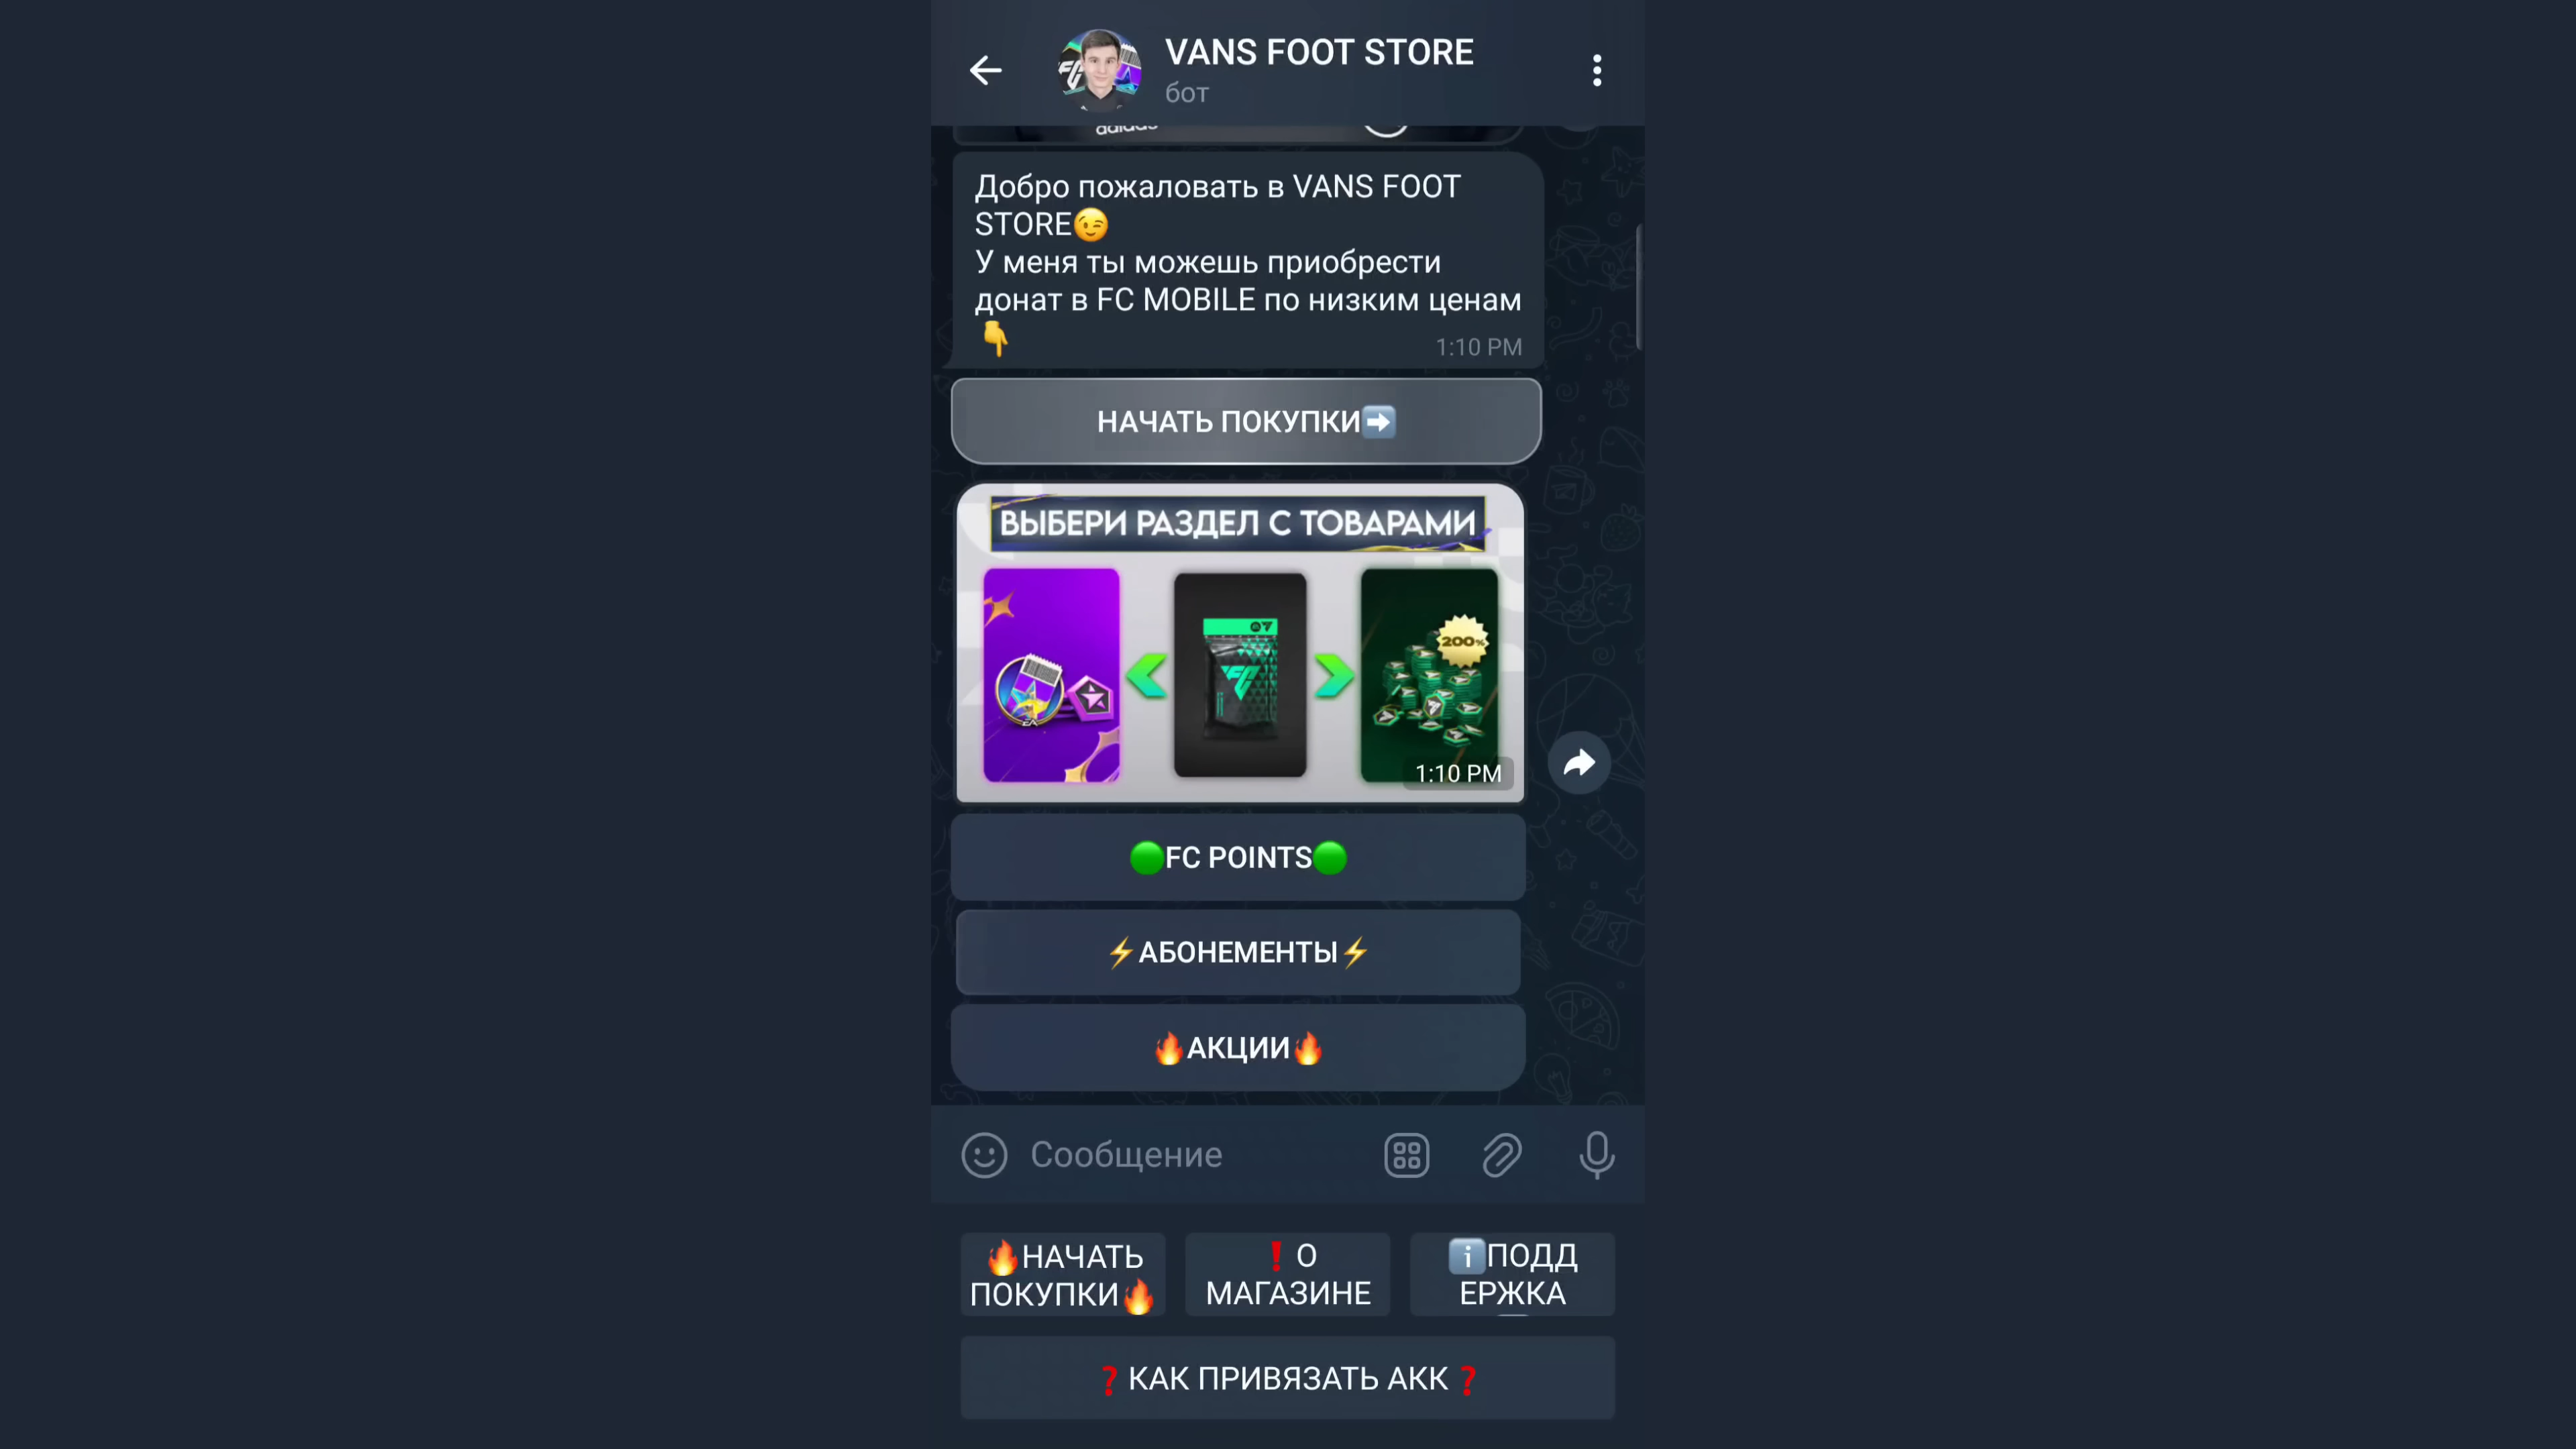 VANS FOOT STORE
бот
adidas
Добро пожаловать в VANS FOOT
STORE😉
У меня ты можешь приобрести
донат в FC MOBILE по низким ценам
👇
1:10 PM
НАЧАТЬ ПОКУПКИ➡️
ВЫБЕРИ РАЗДЕЛ С ТОВАРАМИ
200%
1:10 PM
🟢FC POINTS🟢
⚡АБОНЕМЕНТЫ⚡
🔥АКЦИИ🔥
Сообщение
🔥НАЧАТЬ
ПОКУПКИ🔥
❗О
МАГАЗИНЕ
ℹ️ПОДД
ЕРЖКА
❓КАК ПРИВЯЗАТЬ АКК❓